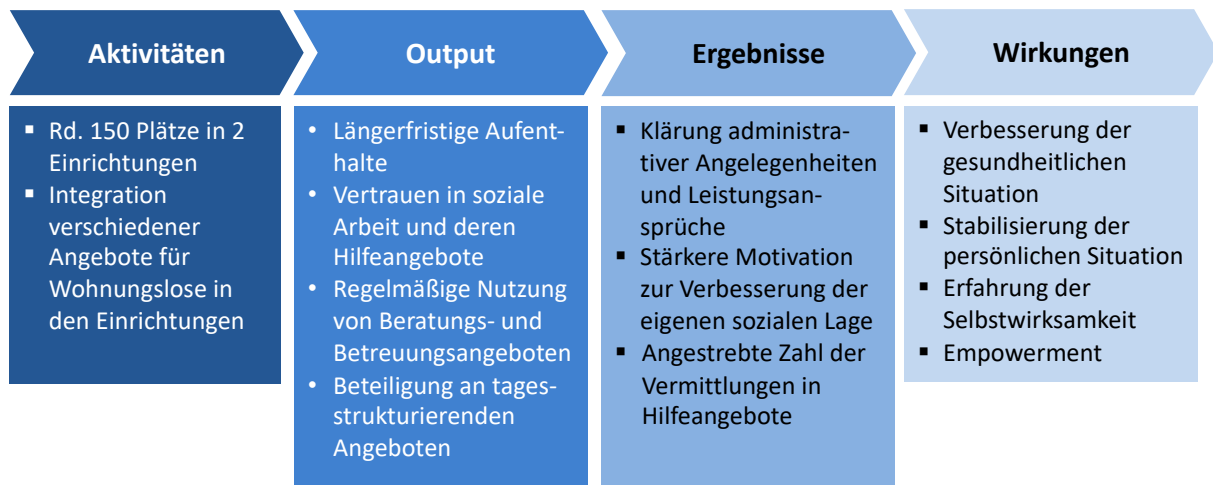 Aktivitäten
▪ Rd. 150 Plätze in 2
Einrichtungen
▪ Integration
verschiedener
Angebote für
Wohnungslose in
den Einrichtungen
Output
• Längerfristige Aufent-
halte
• Vertrauen in soziale
Arbeit und deren
Hilfeangebote
• Regelmäßige Nutzung
von Beratungs- und
Betreuungsangeboten
• Beteiligung an tages-
strukturierenden
Angeboten
Ergebnisse
▪ Klärung administra-
tiver Angelegenheiten
und Leistungsan-
sprüche
▪ Stärkere Motivation
zur Verbesserung der
eigenen sozialen Lage
▪ Angestrebte Zahl der
Vermittlungen in
Hilfeangebote
Wirkungen
▪ Verbesserung der
gesundheitlichen
Situation
▪ Stabilisierung der
persönlichen Situation
▪ Erfahrung der
Selbstwirksamkeit
▪ Empowerment